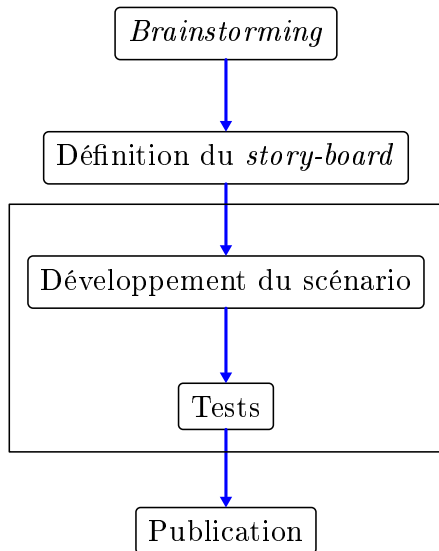 Brainstorming
Définition du story-board
Développement du scénario
Tests
Publication